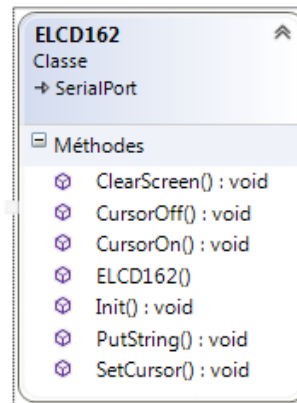 ELCD162
Classe
SerialPort
Méthodes
ClearScreen() : void
CursorOff() : void
CursorOn() : void
ELCD162()
Init() : void
PutString() : void
SetCursor() : void